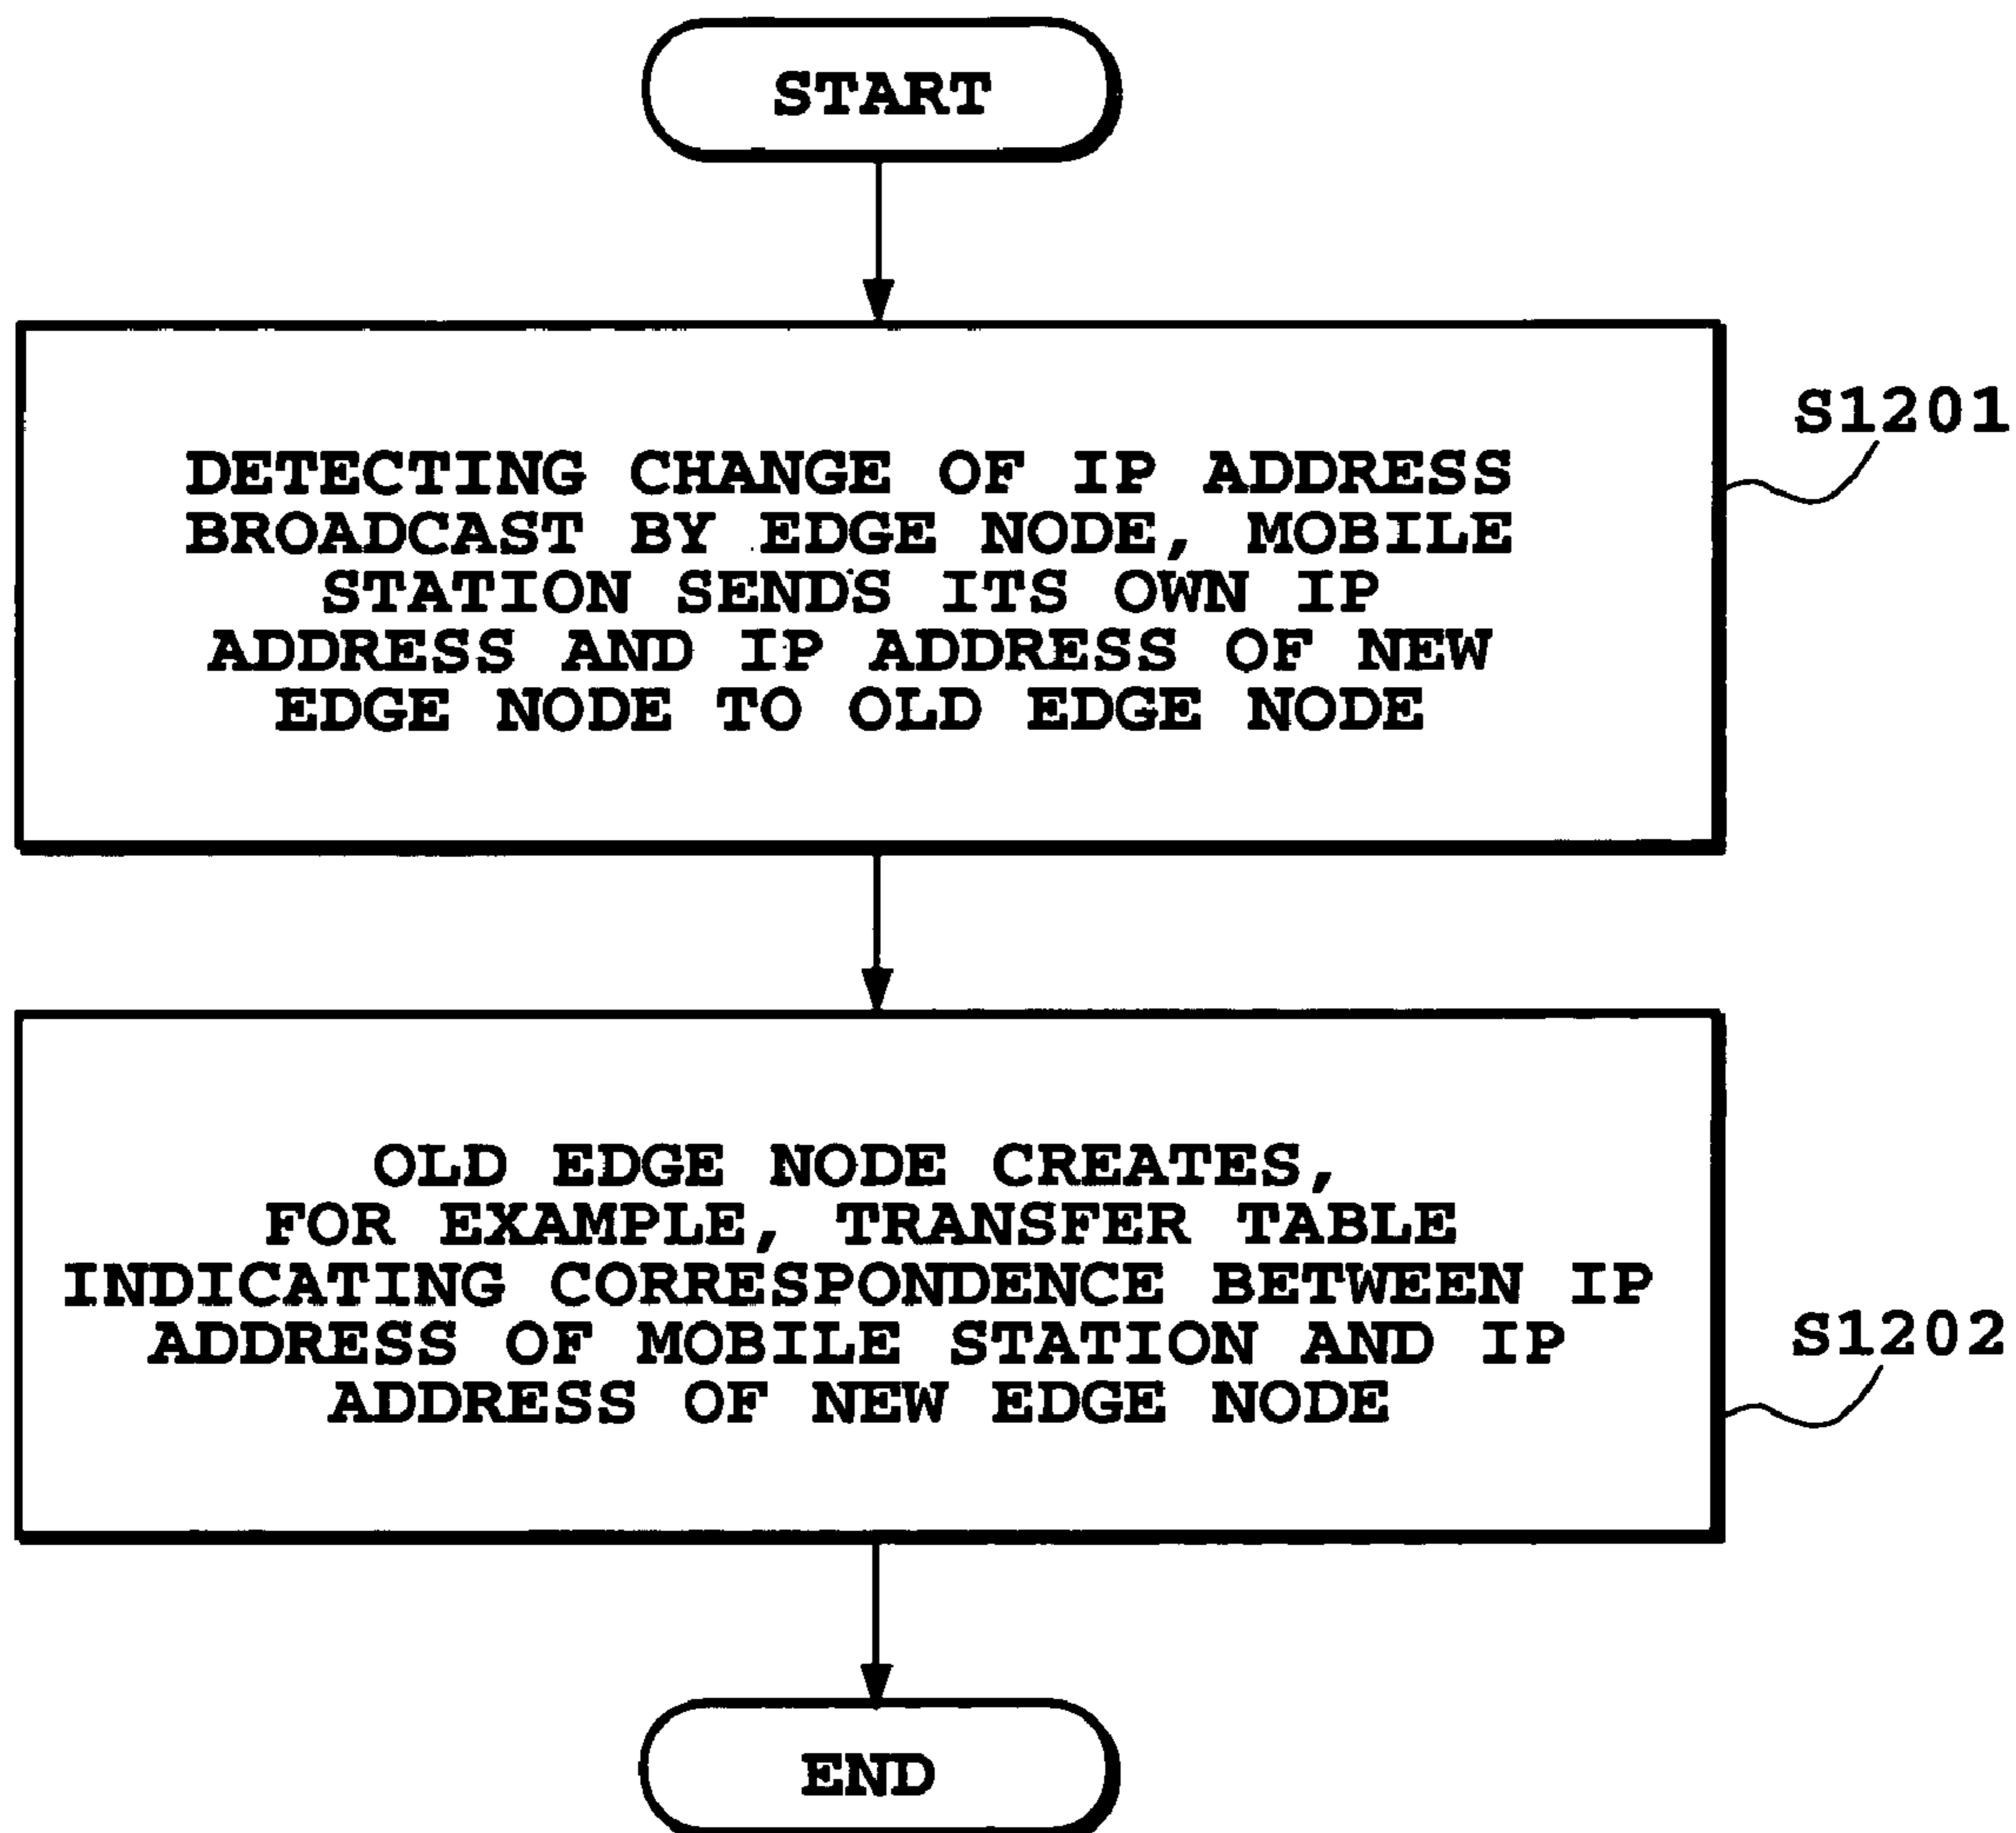 START
S1201
DETECTING CHANGE OF IP ADDRESS
BROADCAST BY EDGE NODE, MOBILE
STATION SENDS ITS OWN IP
ADDRESS AND IP ADDRESS OF NEW
EDGE NODE TO OLD EDGE NODE
OLD EDGE NODE CREATES,
FOR EXAMPLE, TRANSFER TABLE
INDICATING CORRESPONDENCE BETWEEN IP
ADDRESS OF MOBILE STATION AND IP
ADDRESS OF NEW EDGE NODE
S1202
END